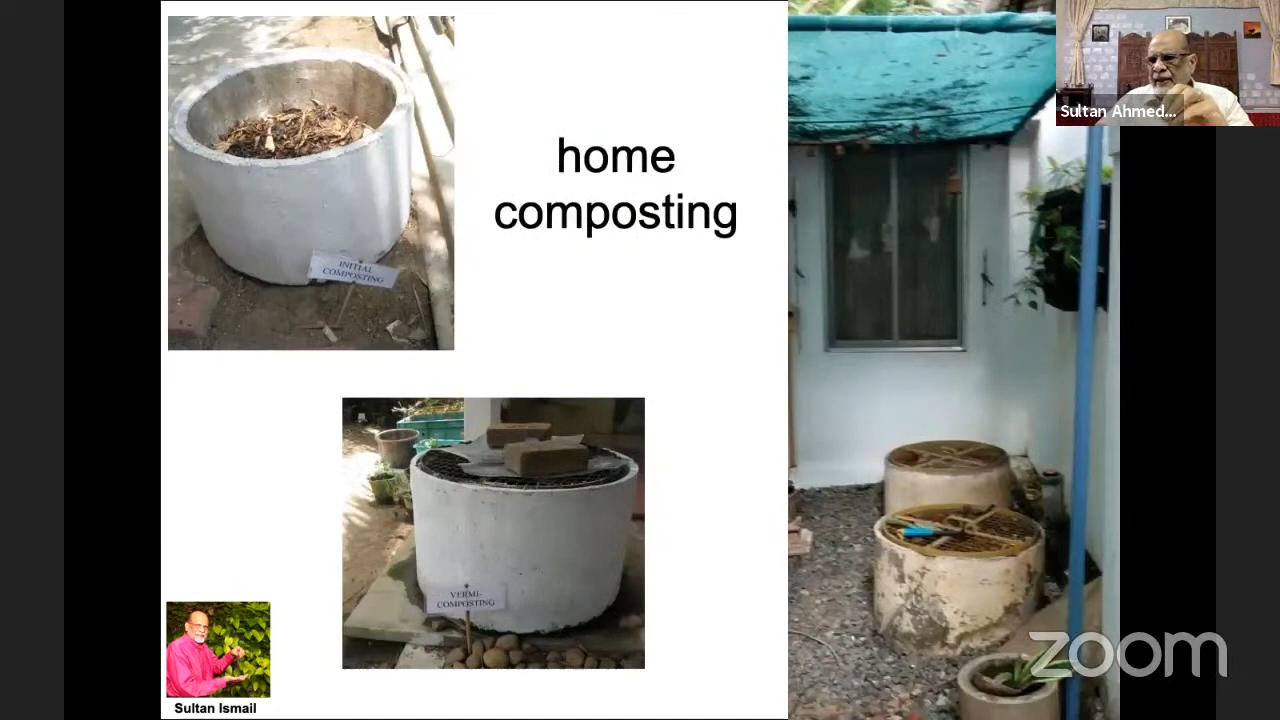 Sultan Ahmed...
home
composting
INITIAL
COMPOSTING
VERMI-
COMPOSTING
Sultan Ismail
zoom